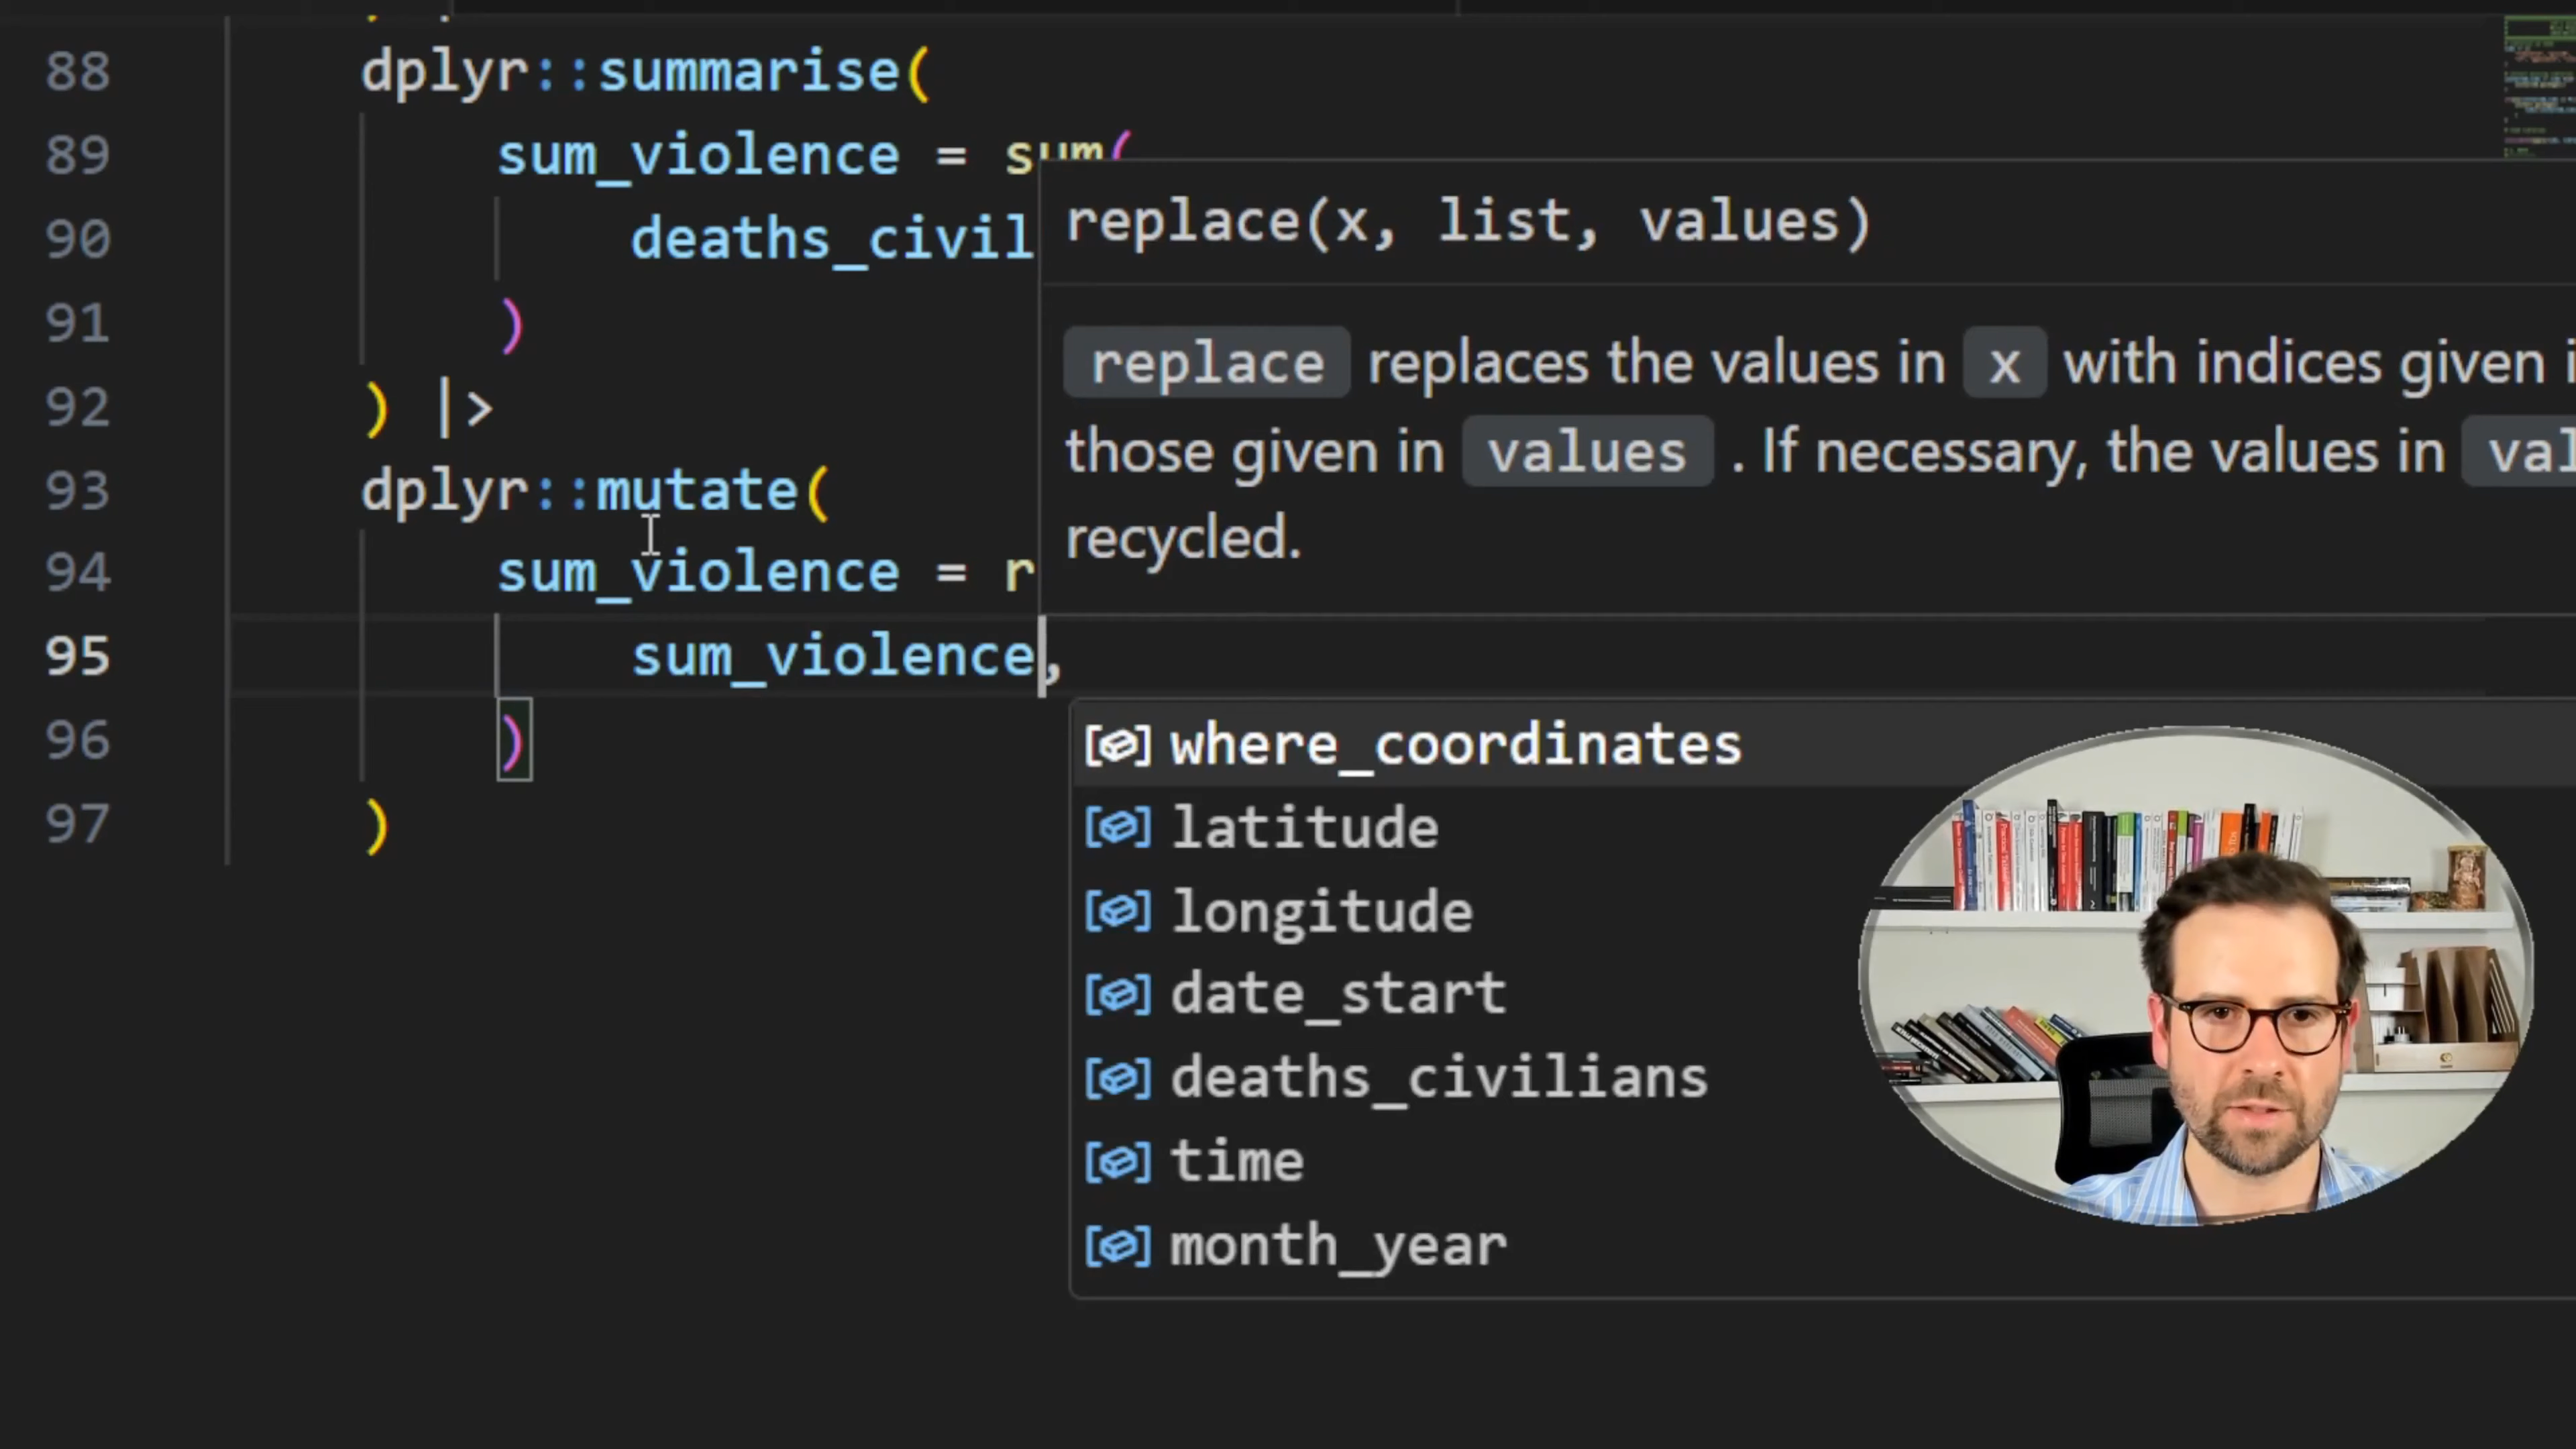 88 dplyr::summarise(
89 sum_violence = sum(
90 deaths_civil
91 )
92 ) |>
93 dplyr::mutate(
94 sum_violence = r
95 sum_violence,
96 )
97 )
replace(x, list, values)
replace replaces the values in x with indices given i
those given in values . If necessary, the values in val
recycled.
where_coordinates
latitude
longitude
date_start
deaths_civilians
time
month_year